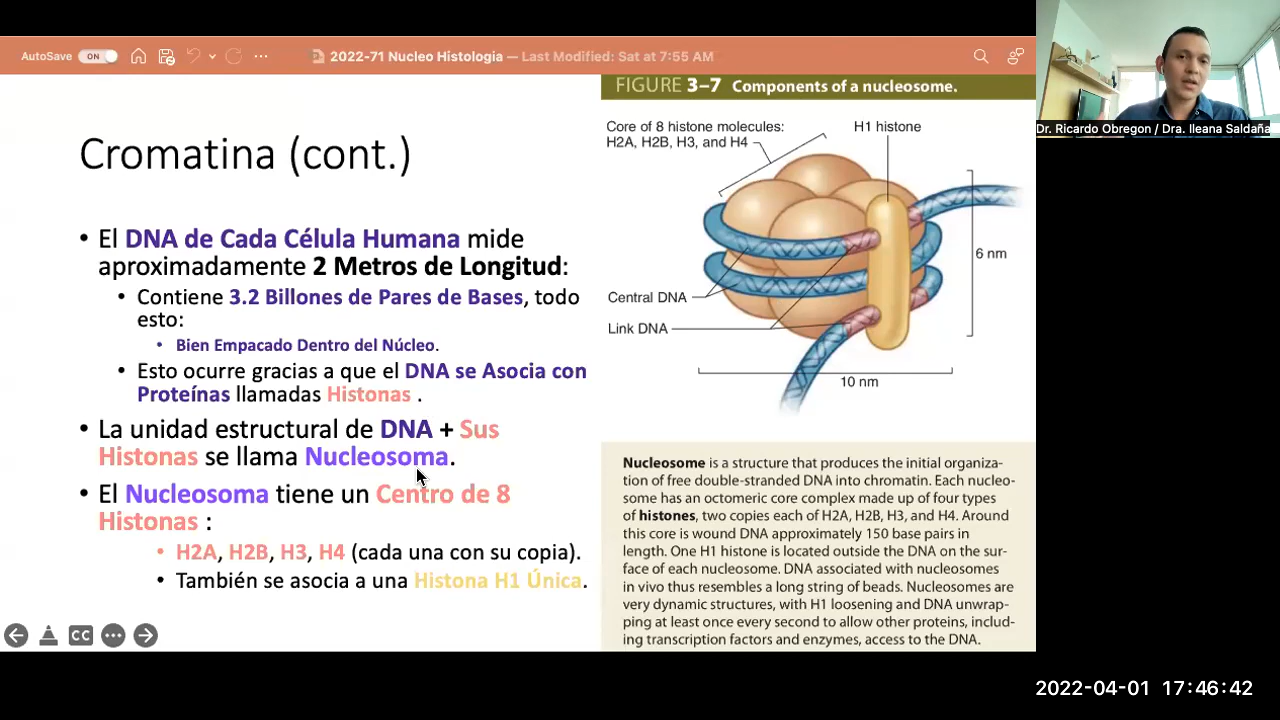 AutoSave ON 2022-71 Nucleo Histologia — Last Modified: Sat at 7:55 AM
Dr. Ricardo Obregon / Dra. Ileana Saldaña
Cromatina (cont.)
• El DNA de Cada Célula Humana mide
aproximadamente 2 Metros de Longitud:
• Contiene 3.2 Billones de Pares de Bases, todo
esto:
• Bien Empacado Dentro del Núcleo.
• Esto ocurre gracias a que el DNA se Asocia con
Proteínas llamadas Histonas .
• La unidad estructural de DNA + Sus
Histonas se llama Nucleosoma.
• El Nucleosoma tiene un Centro de 8
Histonas :
• H2A, H2B, H3, H4 (cada una con su copia).
• También se asocia a una Histona H1 Única.
CC
FIGURE 3–7 Components of a nucleosome.
Core of 8 histone molecules:
H2A, H2B, H3, and H4
H1 histone
6 nm
Central DNA
Link DNA
10 nm
Nucleosome is a structure that produces the initial organiza-
tion of free double-stranded DNA into chromatin. Each nucleo-
some has an octomeric core complex made up of four types
of histones, two copies each of H2A, H2B, H3, and H4. Around
this core is wound DNA approximately 150 base pairs in
length. One H1 histone is located outside the DNA on the sur-
face of each nucleosome. DNA associated with nucleosomes
in vivo thus resembles a long string of beads. Nucleosomes are
very dynamic structures, with H1 loosening and DNA unwrap-
ping at least once every second to allow other proteins, includ-
ing transcription factors and enzymes, access to the DNA.
2022-04-01 17:46:42